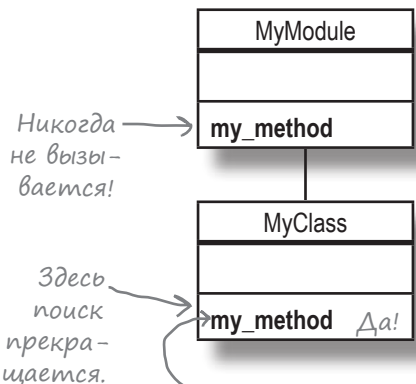 MyModule
Никогда
не вызы-
вается!
my_method
MyClass
Здесь
поиск
прекра-
щается.
my_method Да!